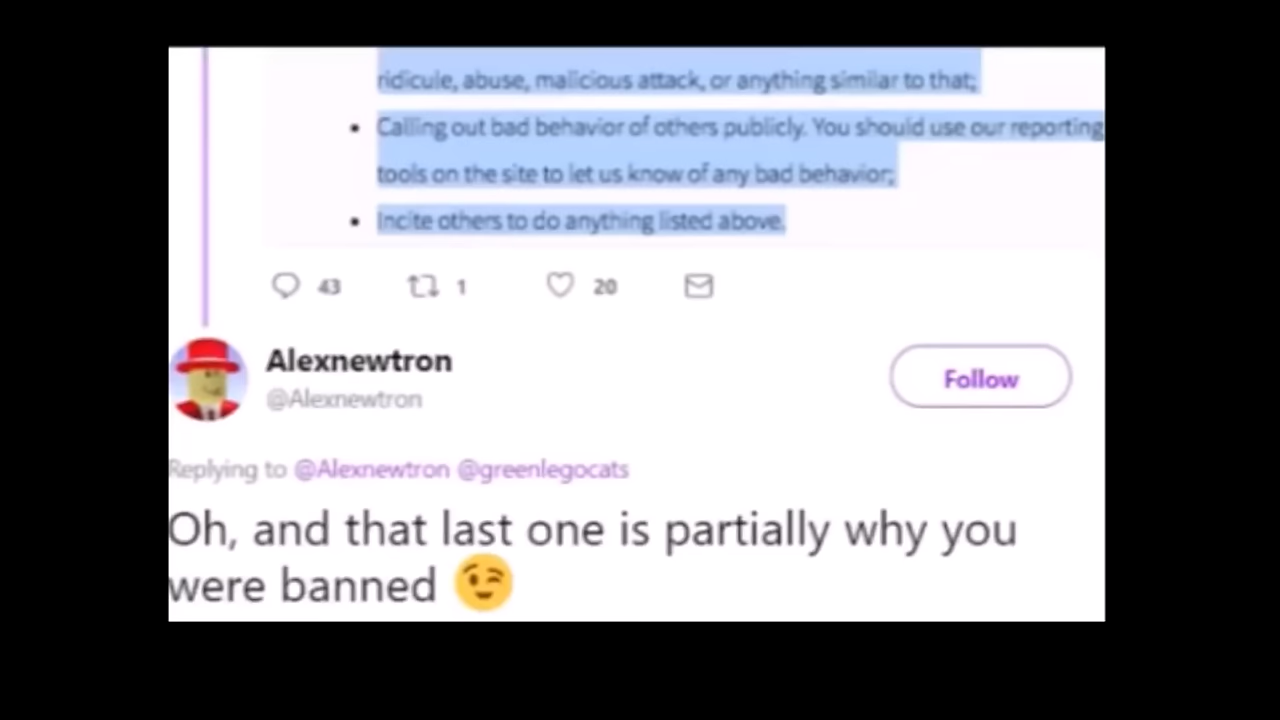 ridicule, abuse, malicious attack, or anything similar to that;
• Calling out bad behavior of others publicly. You should use our reporting
tools on the site to let us know of any bad behavior;
• Incite others to do anything listed above.
43 1 20
Alexnewtron
@Alexnewtron
Follow
Replying to @Alexnewtron @greenlegocats
Oh, and that last one is partially why you
were banned 😉